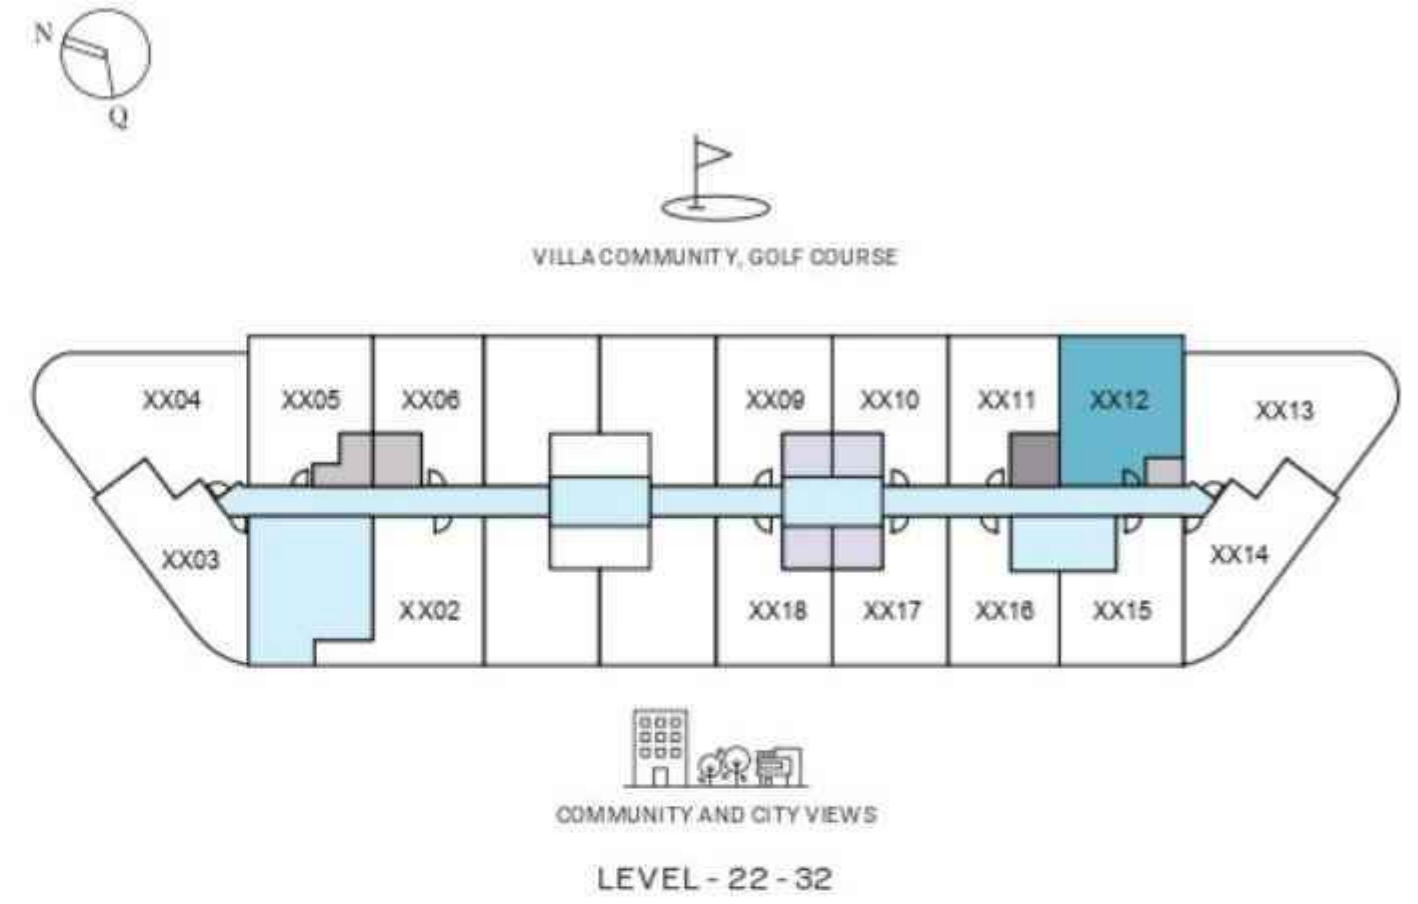 N
Q
VILLA COMMUNITY, GOLF COURSE
XX04
XX05
XX06
XX09
XX10
XX11
XX12
XX13
XX03
XX02
XX18
XX17
XX16
XX15
XX14
COMMUNITY AND CITY VIEWS
LEVEL - 22 - 32